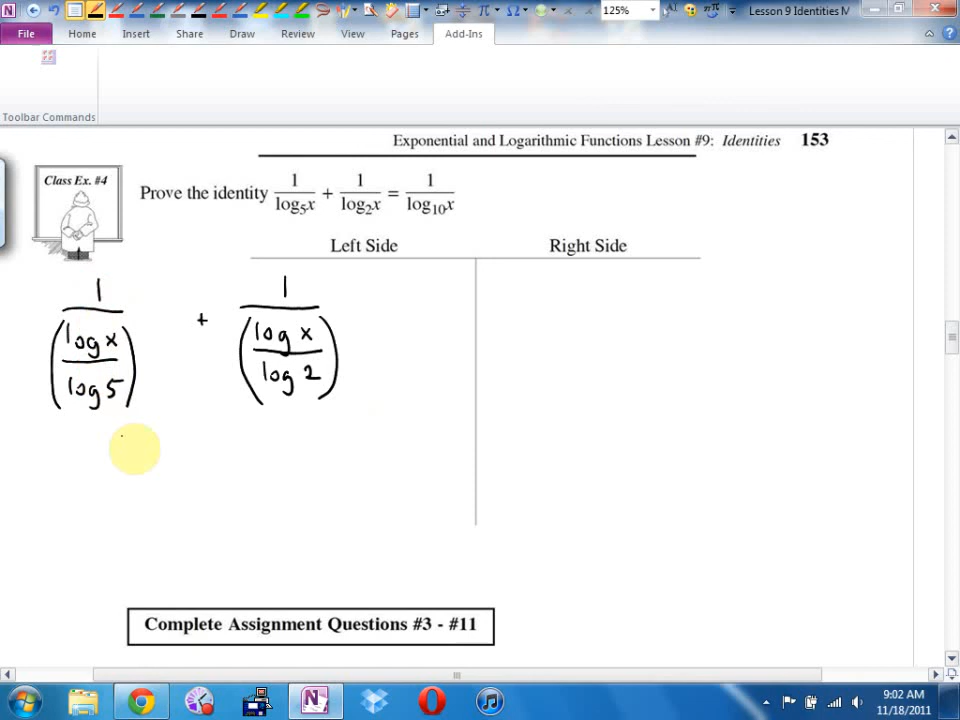 125% Lesson 9 Identities M
File Home Insert Share Draw Review View Pages Add-Ins
Toolbar Commands
Exponential and Logarithmic Functions Lesson #9: Identities 153
Class Ex. #4
Prove the identity 1/log₅x + 1/log₂x = 1/log₁₀x
Left Side Right Side
1/(log x/log 5) + 1/(log x/log 2)
Complete Assignment Questions #3 - #11
9:02 AM
11/18/2011